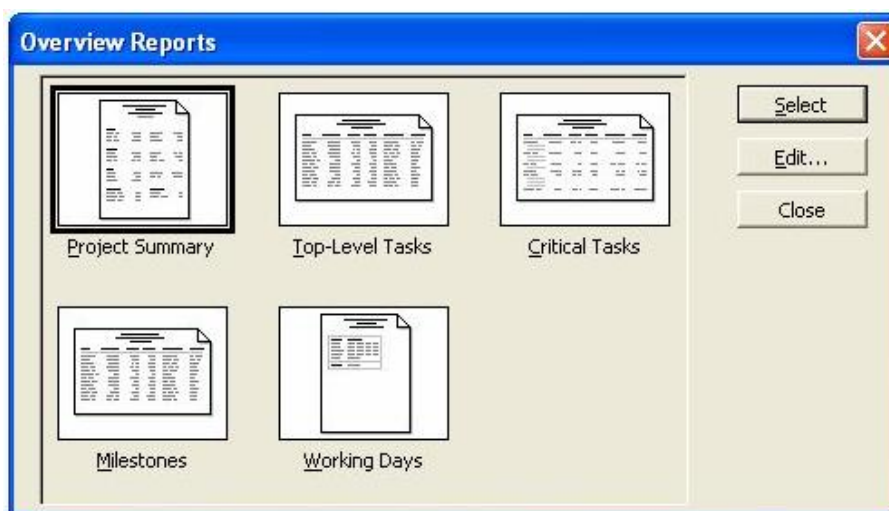 Overview Reports
Project Summary
Top-Level Tasks
Critical Tasks
Milestones
Working Days
Select
Edit...
Close